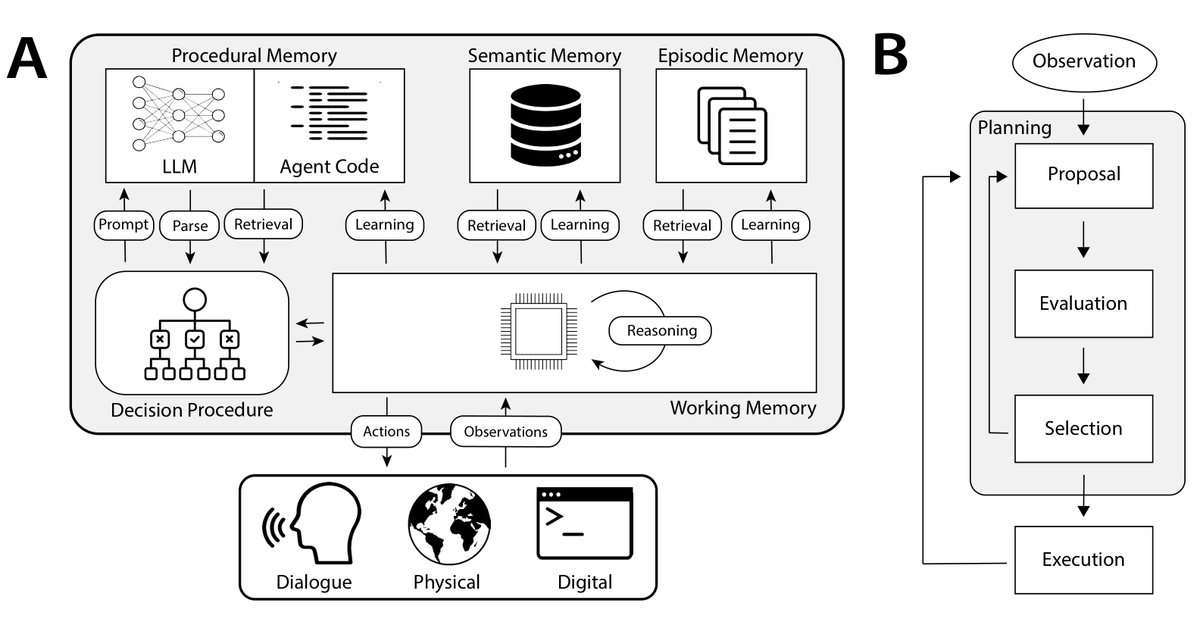 A
Procedural Memory
Semantic Memory
Episodic Memory
LLM
Agent Code
Prompt
Parse
Retrieval
Learning
Retrieval
Learning
Retrieval
Learning
Reasoning
Decision Procedure
Working Memory
Actions
Observations
Dialogue
Physical
Digital
B
Observation
Planning
Proposal
Evaluation
Selection
Execution